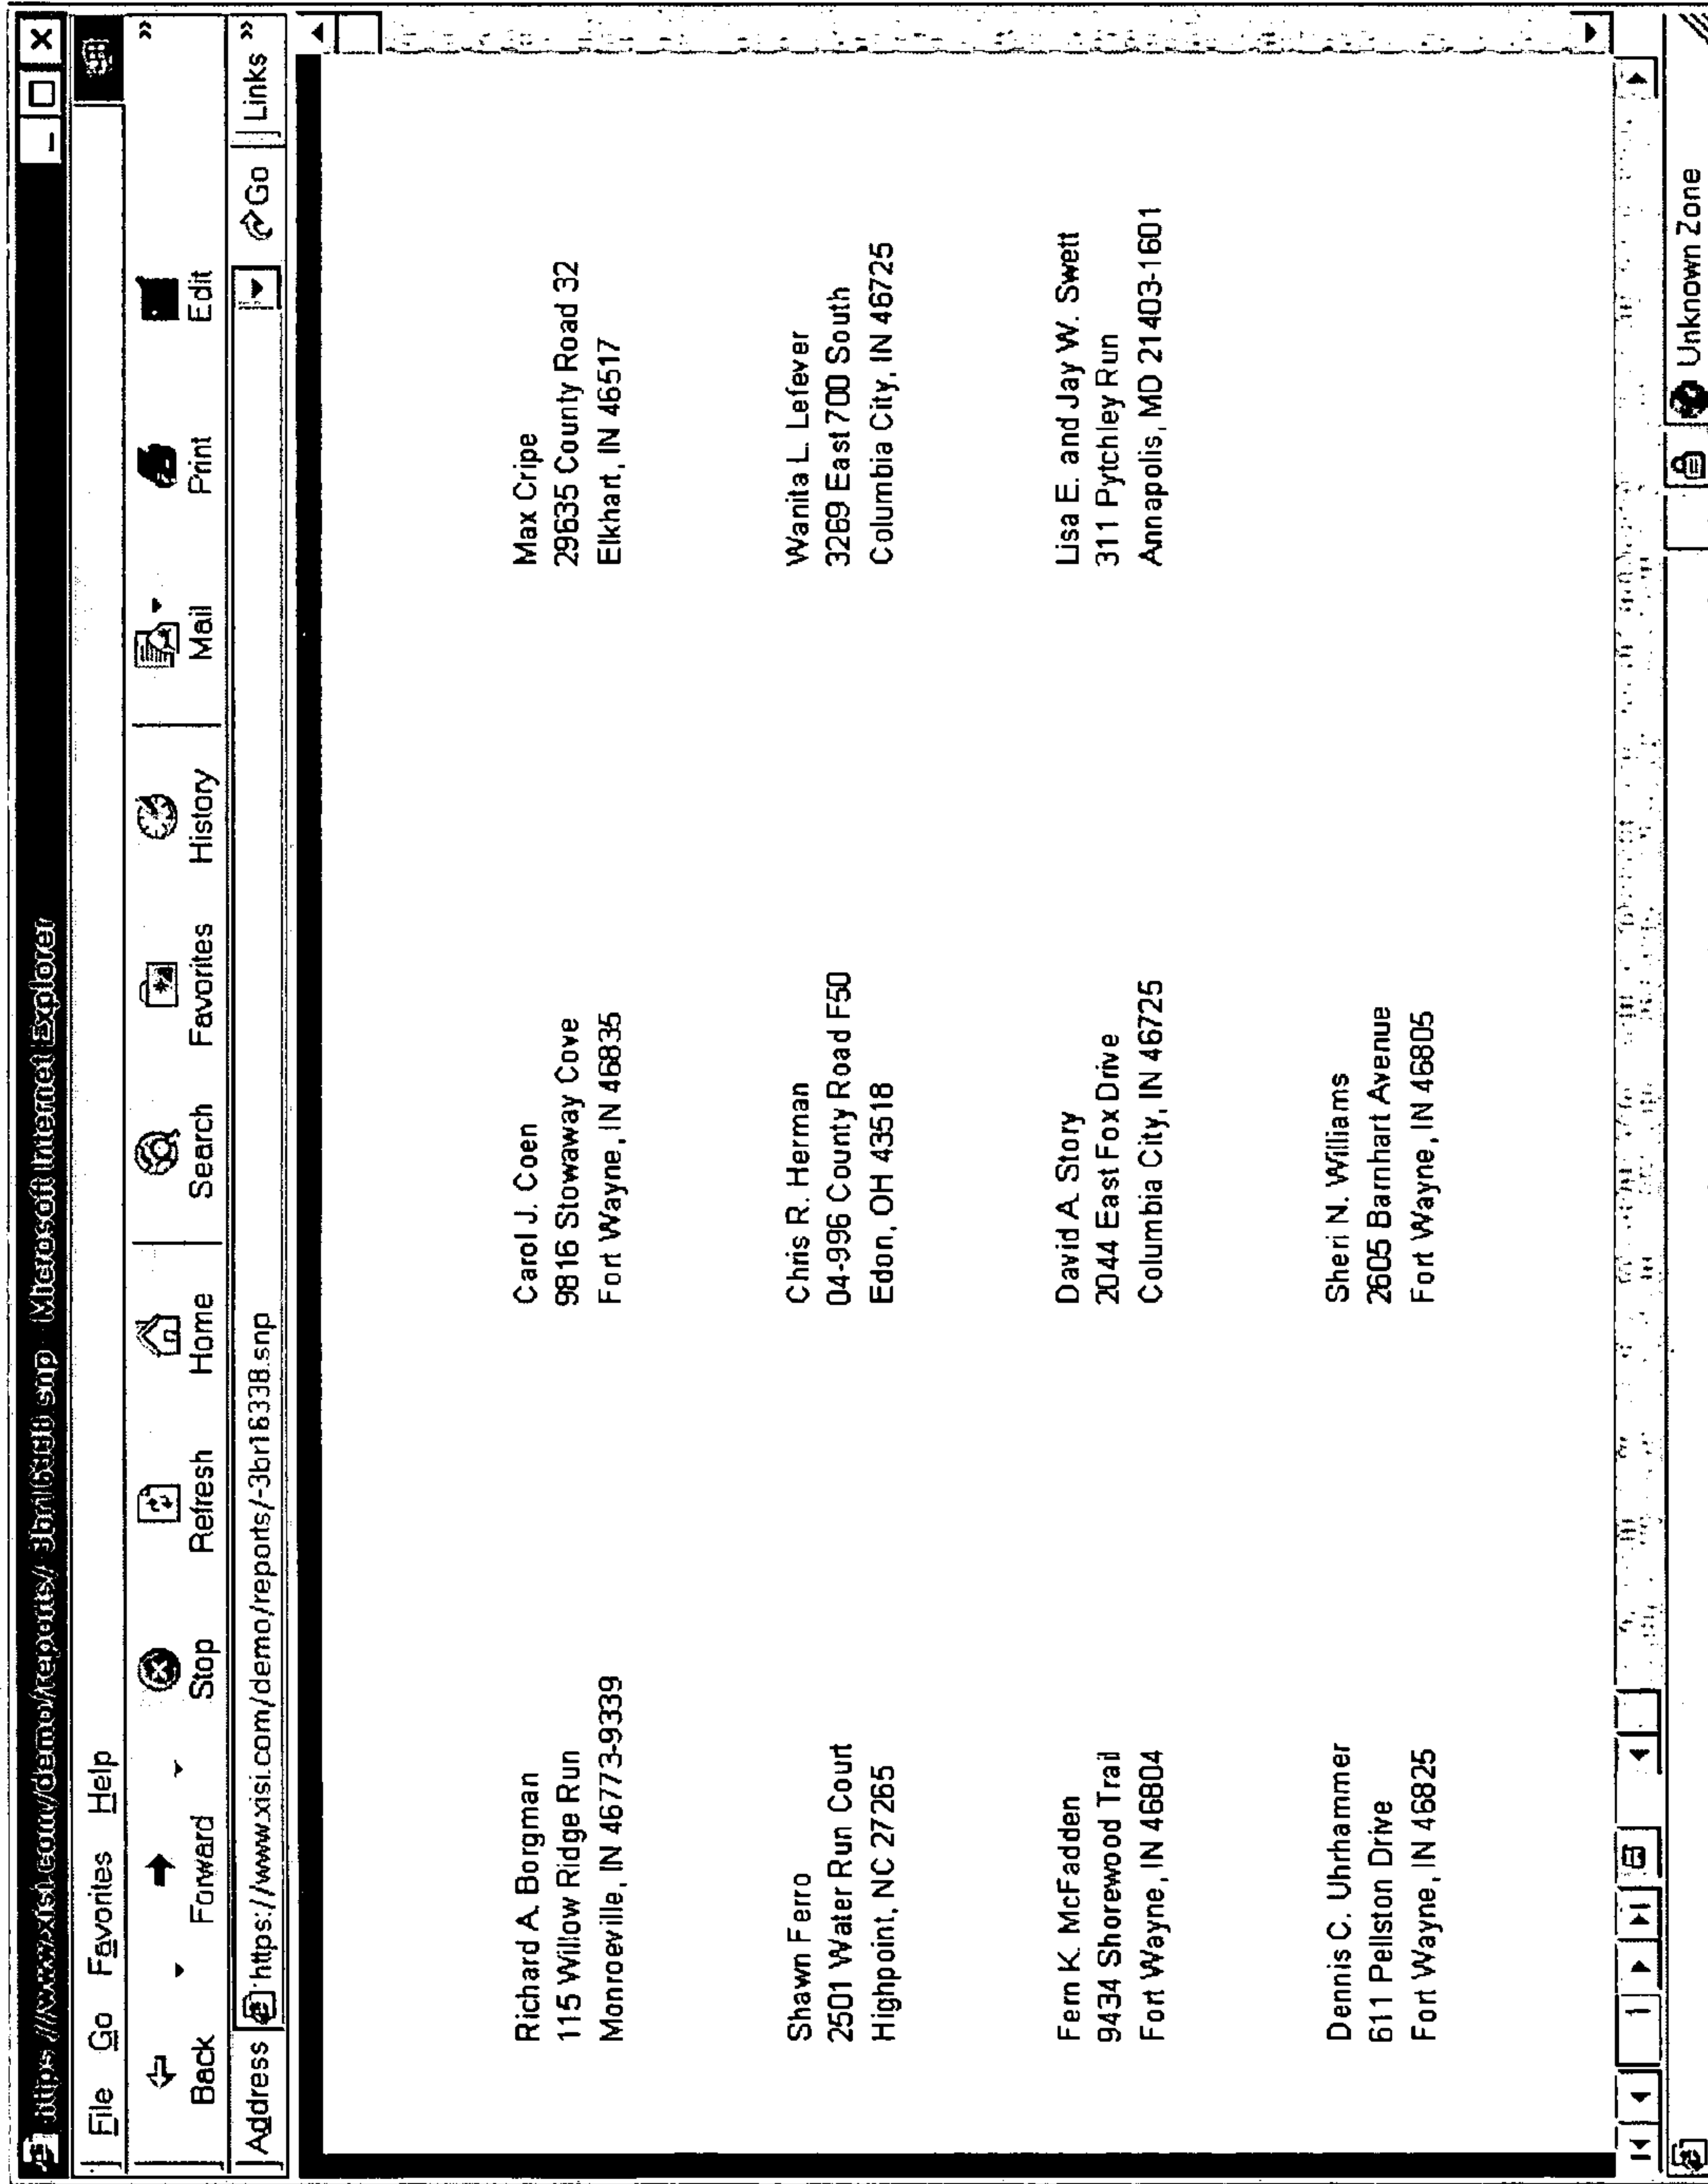 https://www.xisi.com/demo/reports/-3br16338.snp - Microsoft Internet Explorer
File Go Favorites Help
Back Forward Stop Refresh Home Search Favorites History Mail Print Edit
Address https://www.xisi.com/demo/reports/-3br16338.snp Go Links
Richard A. Borgman
115 Willow Ridge Run
Monroeville, IN 46773-9339
Carol J. Coen
9816 Stowaway Cove
Fort Wayne, IN 46835
Max Cripe
29635 County Road 32
Elkhart, IN 46517
Shawn Ferro
2501 Water Run Court
Highpoint, NC 27265
Chris R. Herman
04-996 County Road F50
Edon, OH 43518
Wanita L. Lefever
3269 East 700 South
Columbia City, IN 46725
Fern K. McFadden
9434 Shorewood Trail
Fort Wayne, IN 46804
David A. Story
2044 East Fox Drive
Columbia City, IN 46725
Lisa E. and Jay W. Swett
311 Pytchley Run
Annapolis, MD 21403-1601
Dennis C. Uhrhammer
611 Pellston Drive
Fort Wayne, IN 46825
Sheri N. Williams
2605 Barnhart Avenue
Fort Wayne, IN 46805
1
Unknown Zone